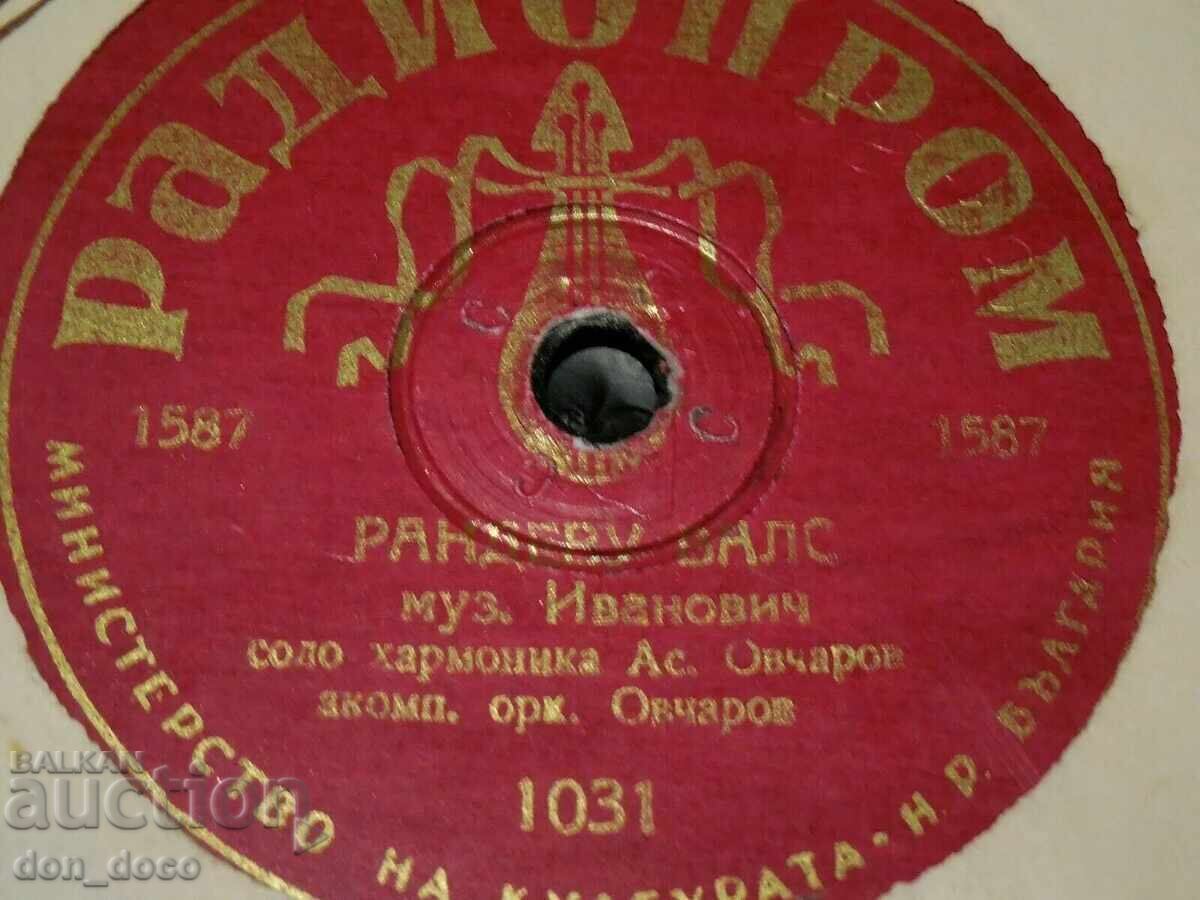 РАДИОПРОМ
1587 1587
РАНДЕВУ ВАЛС
муз. Иванович
соло хармоника Ас. Овчаров
акомп. орк. Овчаров
1031
МИНИСТЕРСТВО НА КУЛТУРАТА - Н. Р. БЪЛГАРИЯ
BALKAN
auction
don_doco